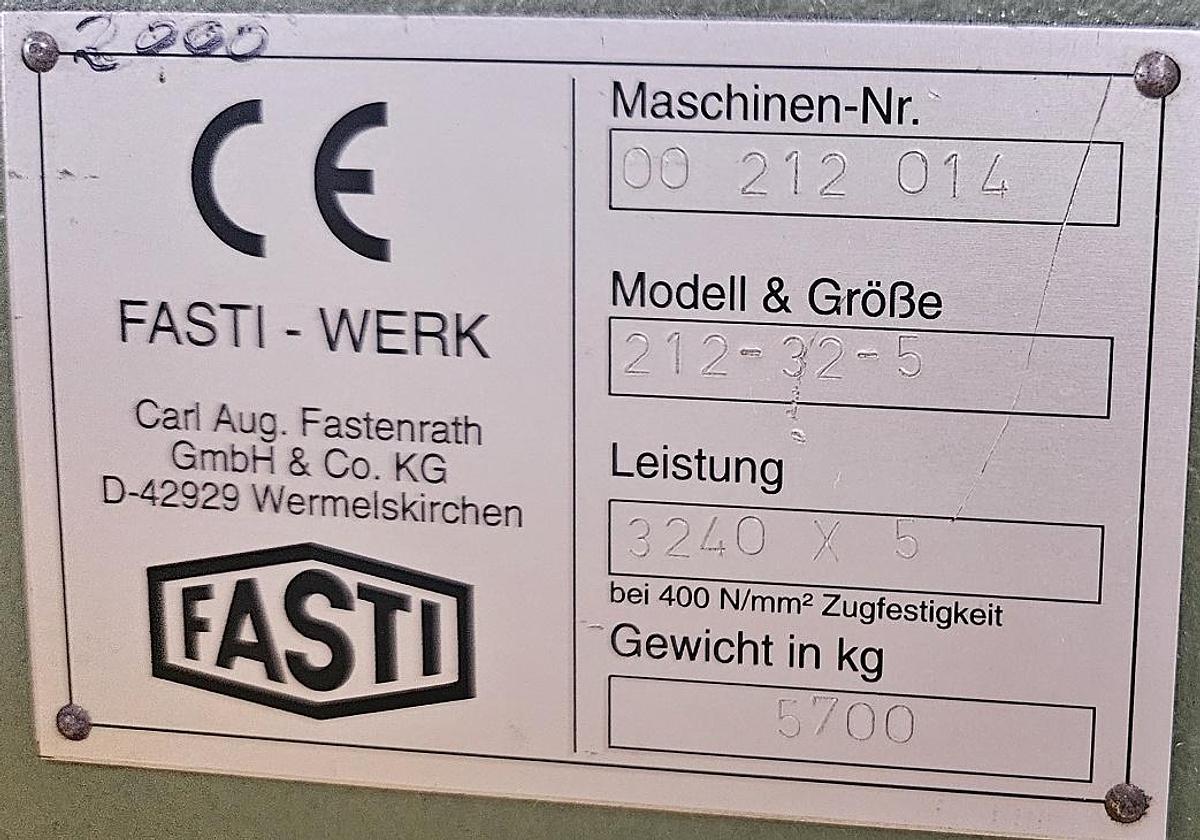 2000
CE
FASTI - WERK
Carl Aug. Fastenrath
GmbH & Co. KG
D-42929 Wermelskirchen
FASTI
Maschinen-Nr.
00 212 014
Modell & Größe
212-32-5
Leistung
3240 X 5
bei 400 N/mm² Zugfestigkeit
Gewicht in kg
5700